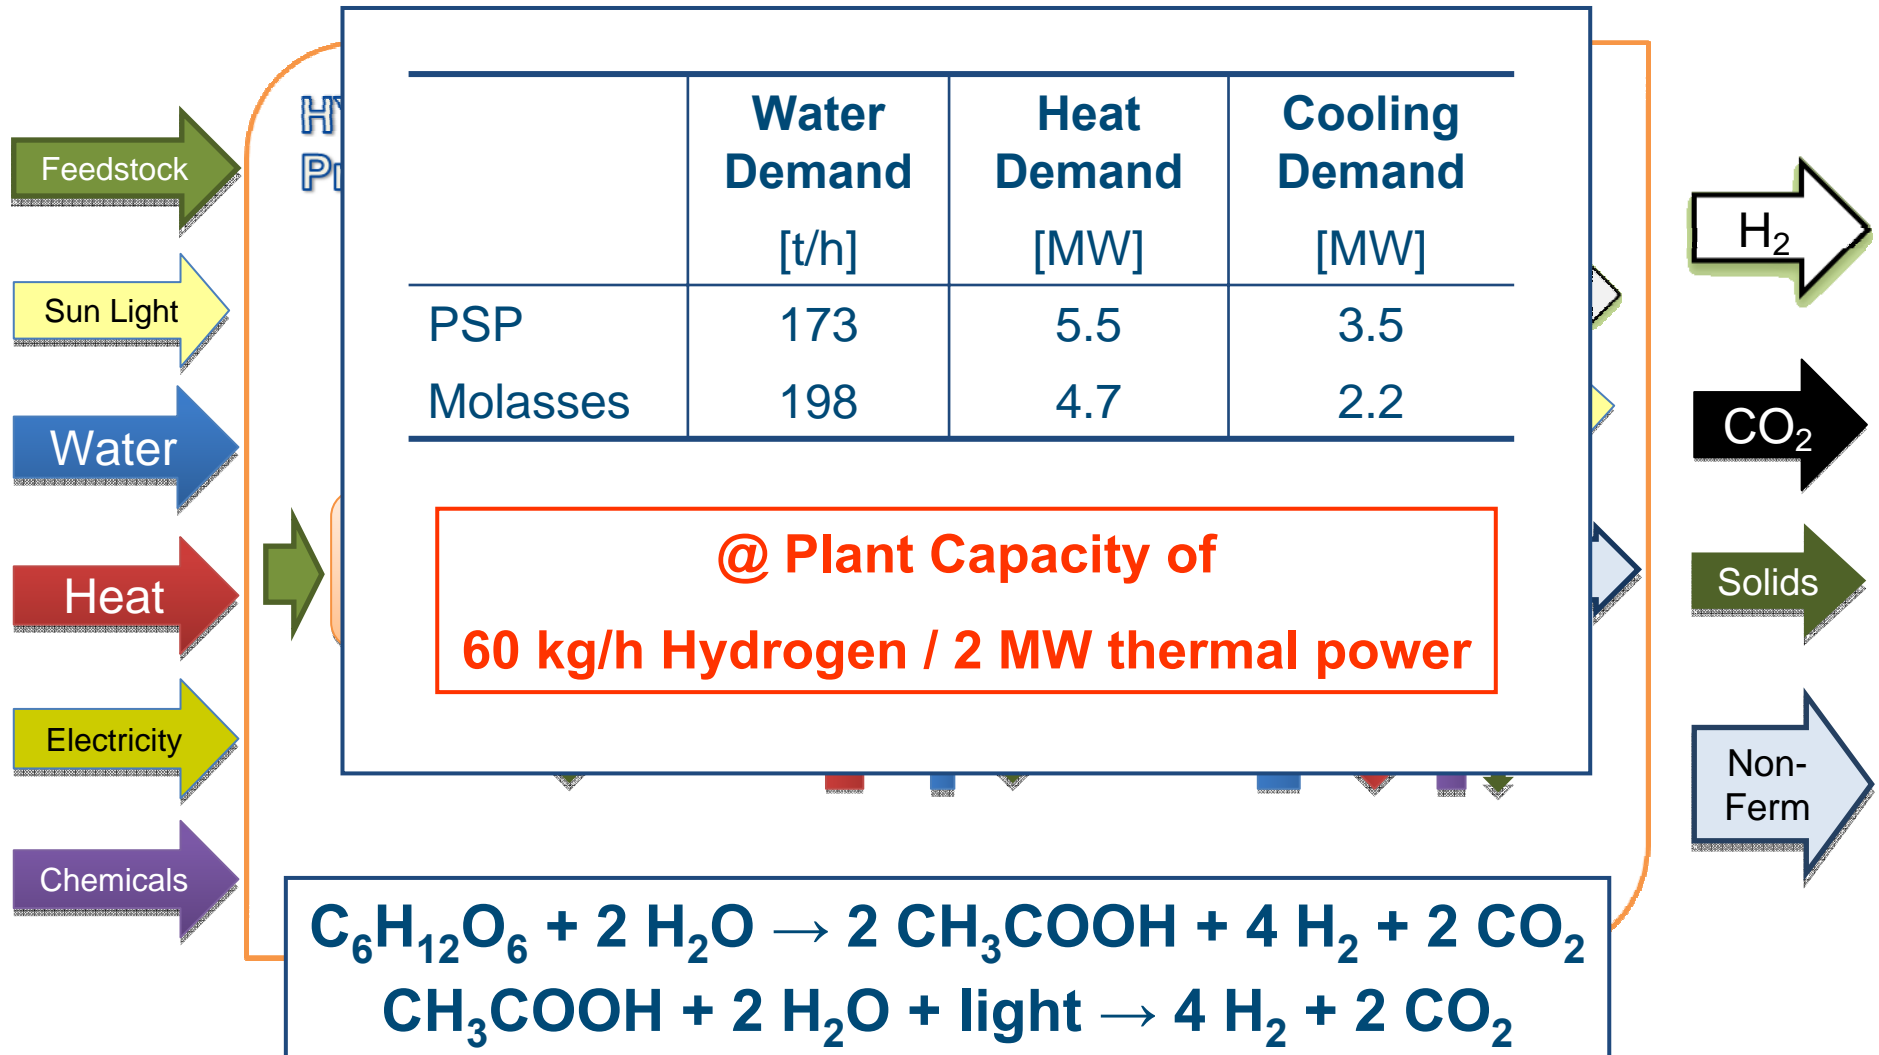 Feedstock
Sun Light
Water
Heat
Electricity
Chemicals
Water Heat Cooling
Demand Demand Demand
[t/h] [MW] [MW]
PSP 173 5.5 3.5
Molasses 198 4.7 2.2
@ Plant Capacity of
60 kg/h Hydrogen / 2 MW thermal power
H₂
CO₂
Solids
Non-
Ferm
C₆H₁₂O₆ + 2 H₂O → 2 CH₃COOH + 4 H₂ + 2 CO₂
CH₃COOH + 2 H₂O + light → 4 H₂ + 2 CO₂